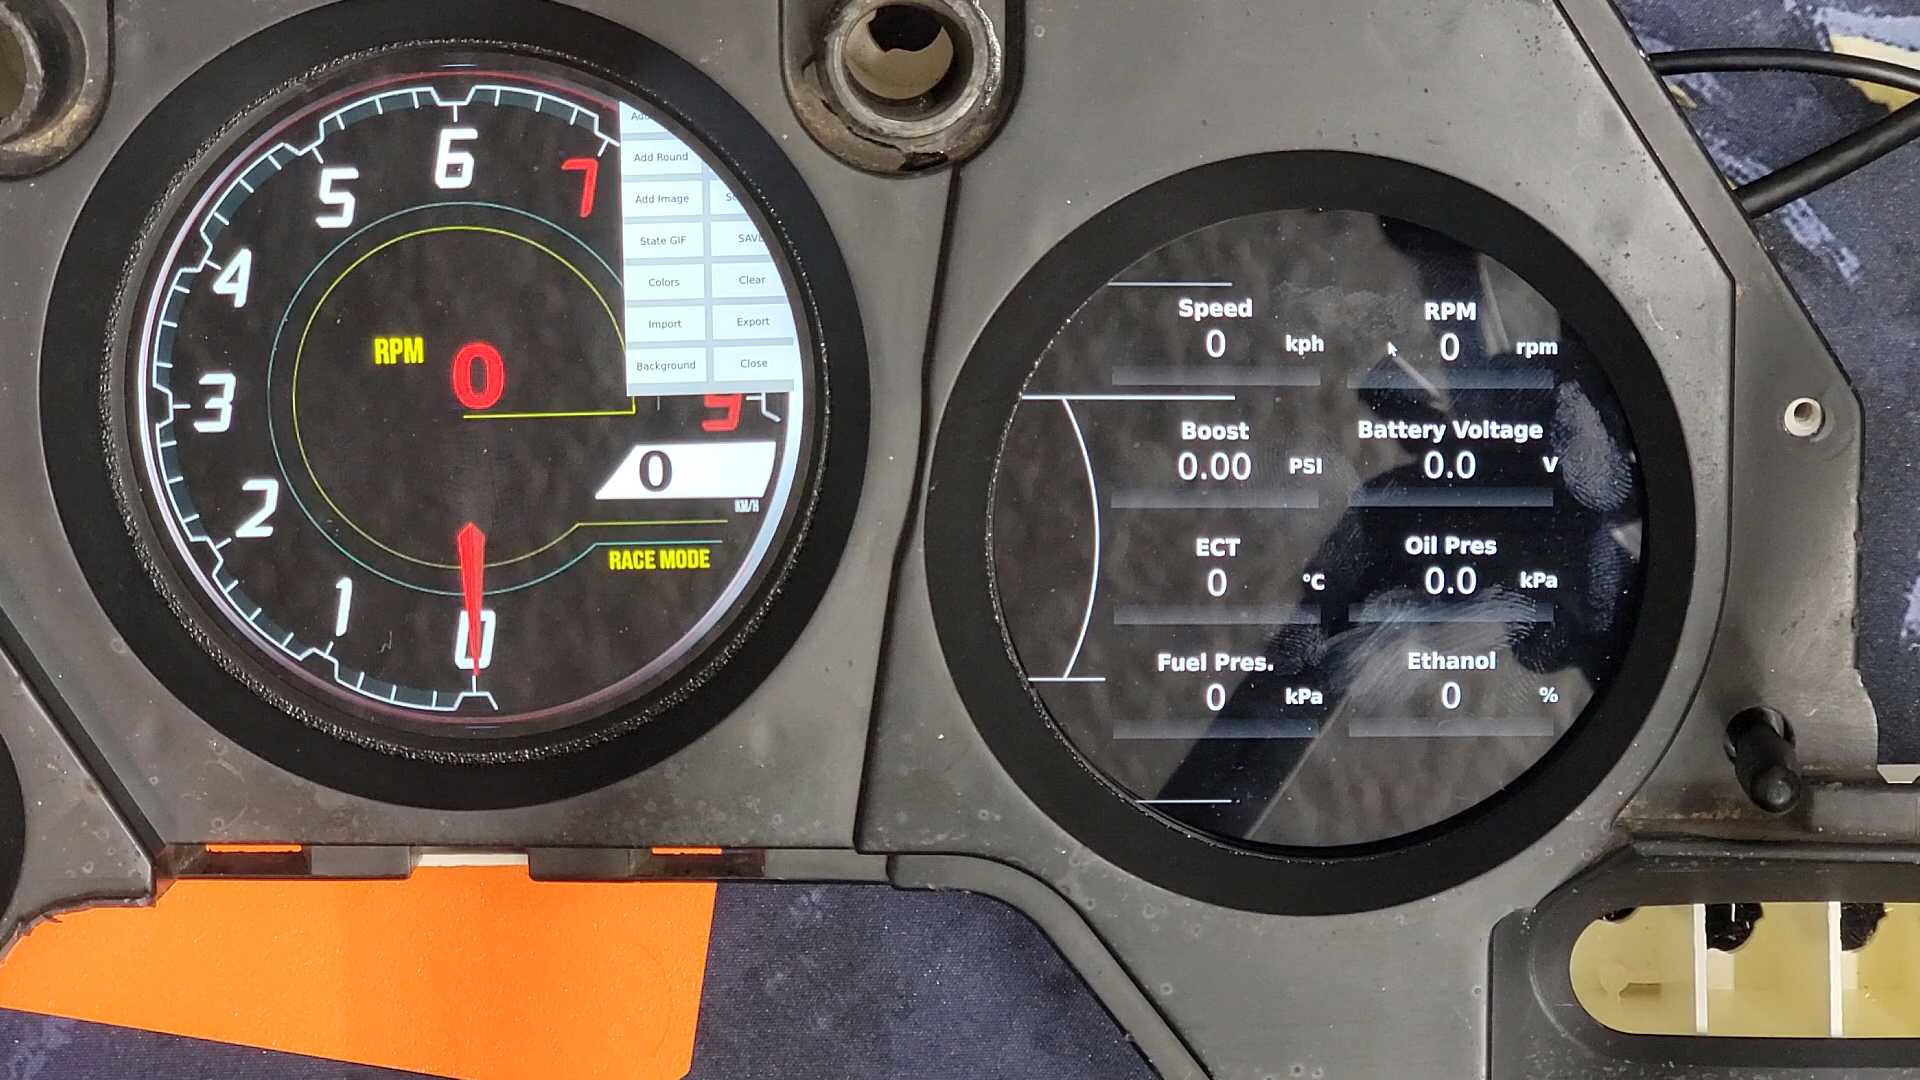 6
5
7
4
3
2
1
0
9
RPM
0
0
KM/H
RACE MODE
Add Round
Add Image
State GIF
SAVE
Colors
Clear
Import
Export
Background
Close
Speed
0 kph
RPM
0 rpm
Boost
0.00 PSI
Battery Voltage
0.0 V
ECT
0 °C
Oil Pres
0.0 kPa
Fuel Pres.
0 kPa
Ethanol
0 %